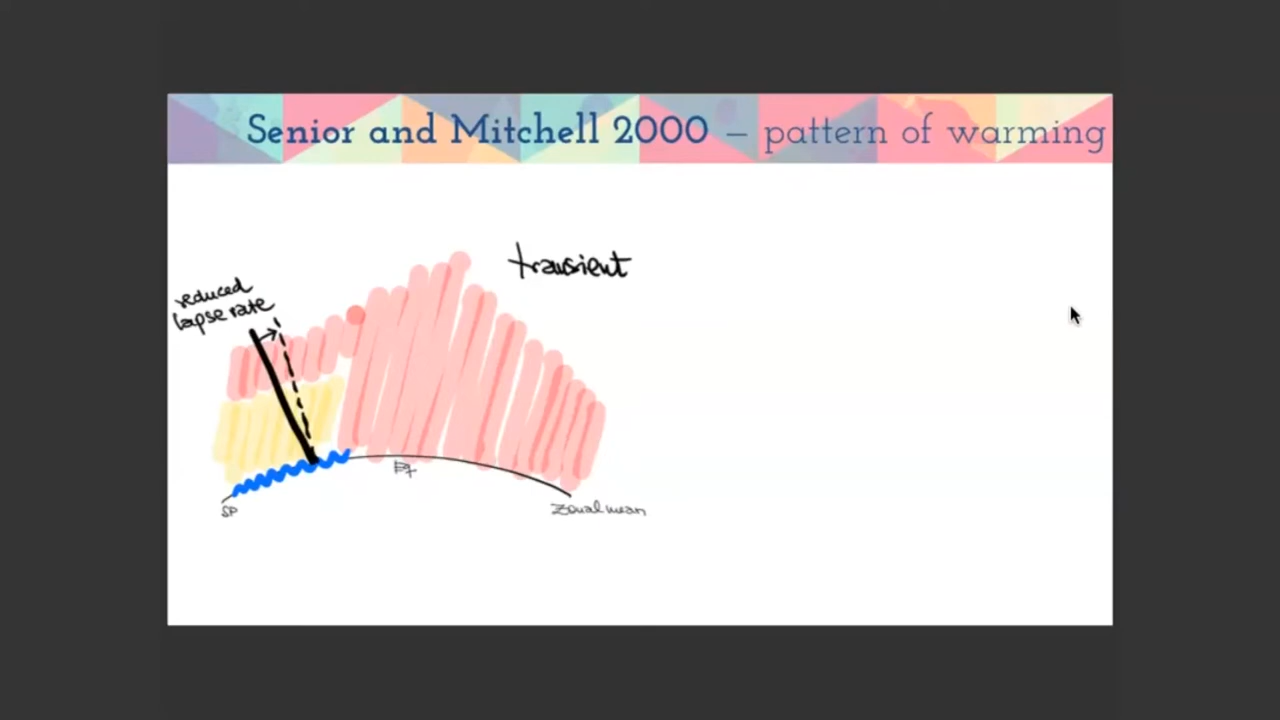 Senior and Mitchell 2000 – pattern of warming
transient
reduced
lapse rate
Eq
SP
Zonal mean